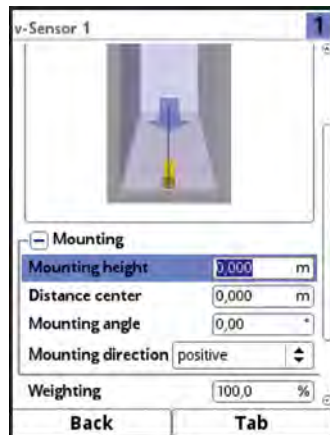 v-Sensor 1 1
Mounting
Mounting height 0,000 m
Distance center 0,000 m
Mounting angle 0,00 °
Mounting direction positive
Weighting 100,0 %
Back Tab